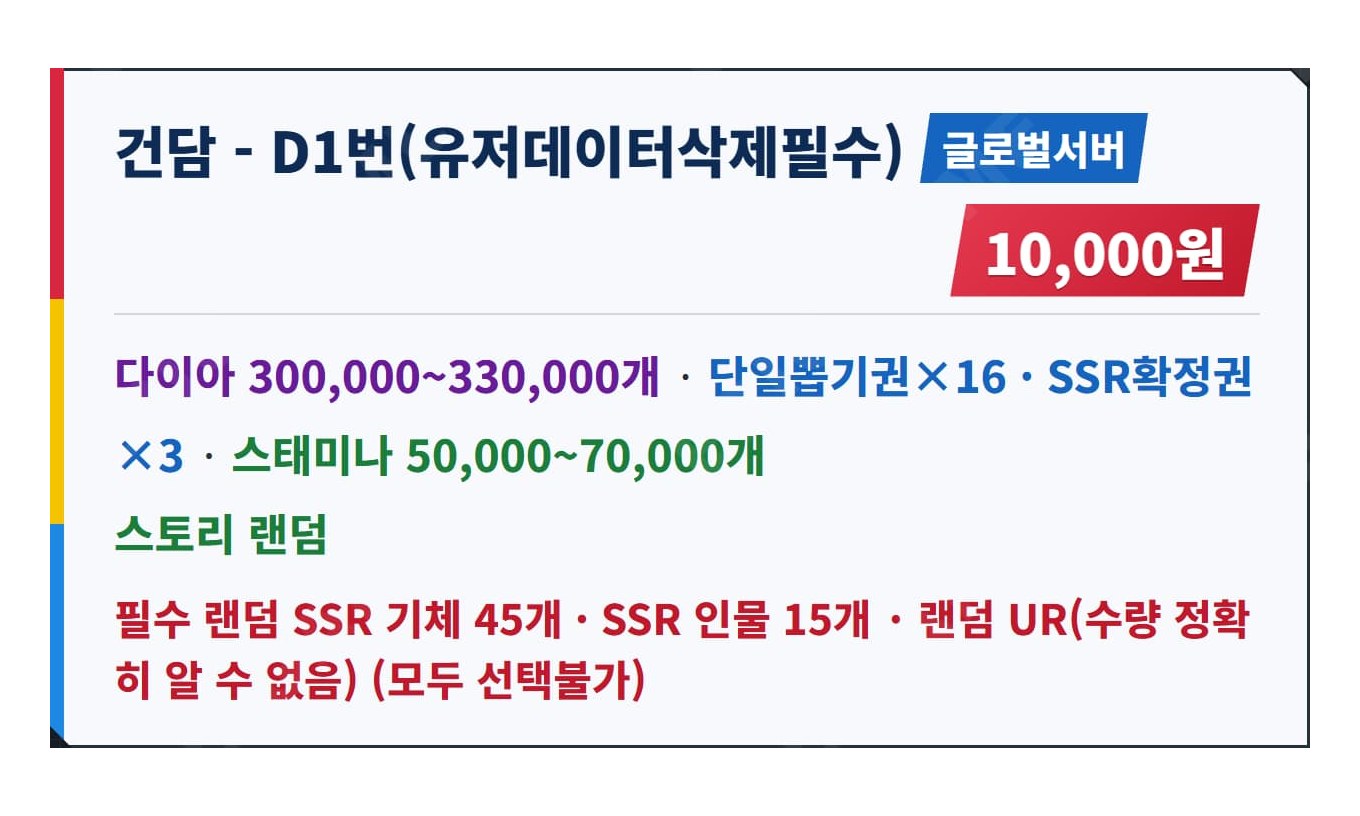 건담 - D1번(유저데이터삭제필수) 글로벌서버
10,000원
다이아 300,000~330,000개 · 단일뽑기권×16 · SSR확정권
×3 · 스태미나 50,000~70,000개
스토리 랜덤
필수 랜덤 SSR 기체 45개 · SSR 인물 15개 · 랜덤 UR(수량 정확
히 알 수 없음) (모두 선택불가)